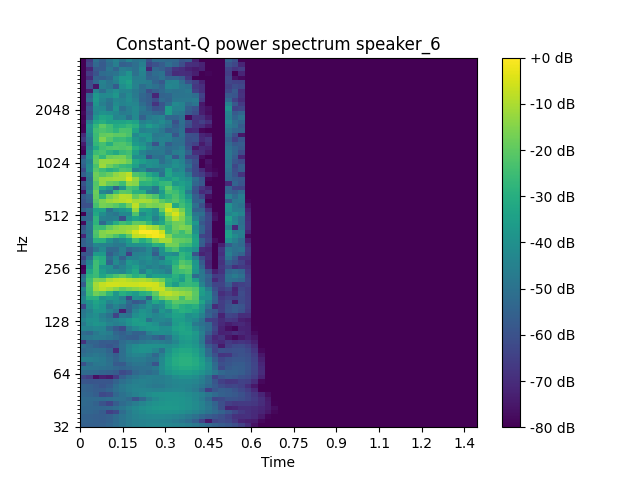 Constant-Q power spectrum speaker_6
Hz
2048
1024
512
256
128
64
32
0 0.15 0.3 0.45 0.6 0.75 0.9 1.1 1.2 1.4
Time
+0 dB
-10 dB
-20 dB
-30 dB
-40 dB
-50 dB
-60 dB
-70 dB
-80 dB